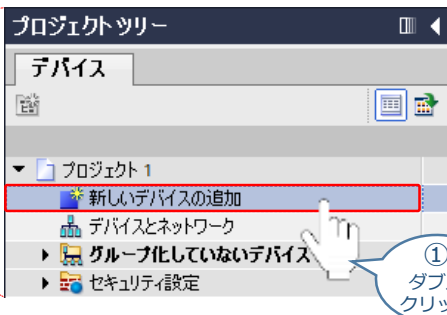 プロジェクト ツリー
デバイス
プロジェクト 1
新しいデバイスの追加
デバイスとネットワーク
グループ化していないデバイス
セキュリティ設定
①
ダブ
クリッ